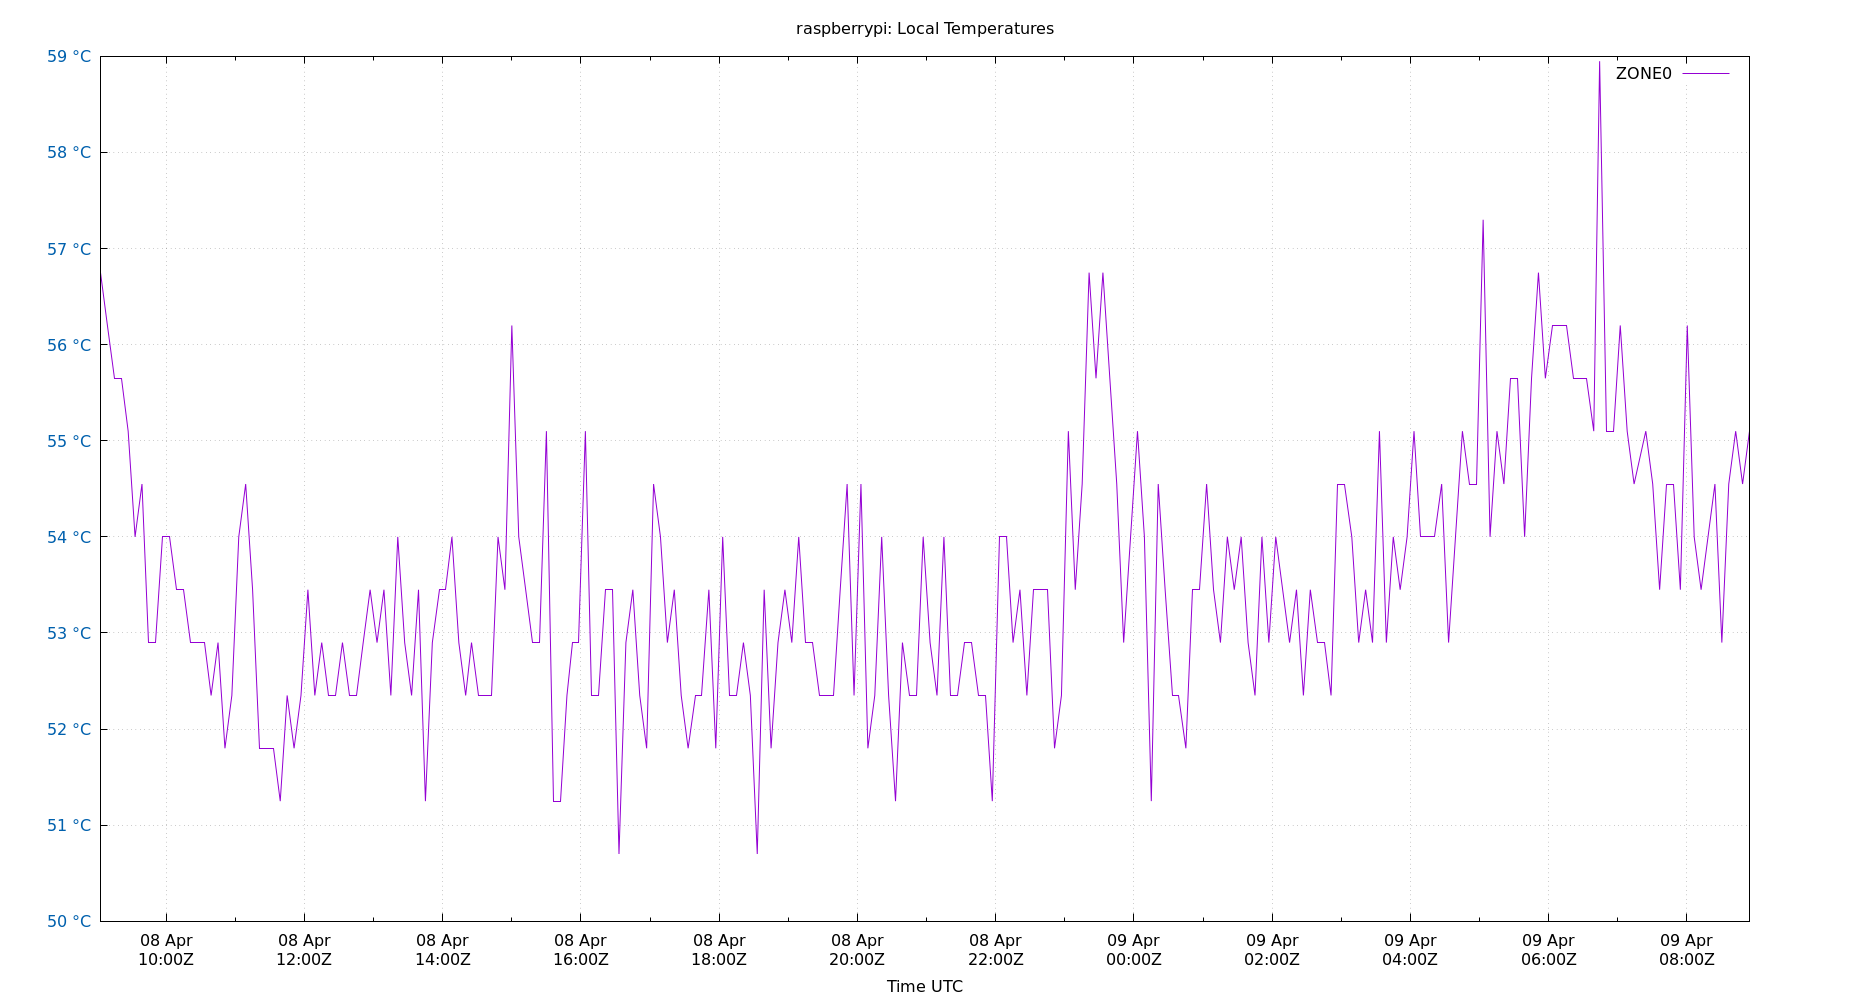 raspberrypi: Local Temperatures
59 °C
ZONE0
58 °C
57 °C
56 °C
55 °C
54 °C
53 °C
52 °C
51 °C
50 °C
08 Apr 08 Apr 08 Apr 08 Apr 08 Apr 08 Apr 08 Apr 09 Apr 09 Apr 09 Apr 09 Apr 09 Apr
10:00Z 12:00Z 14:00Z 16:00Z 18:00Z 20:00Z 22:00Z 00:00Z 02:00Z 04:00Z 06:00Z 08:00Z
Time UTC